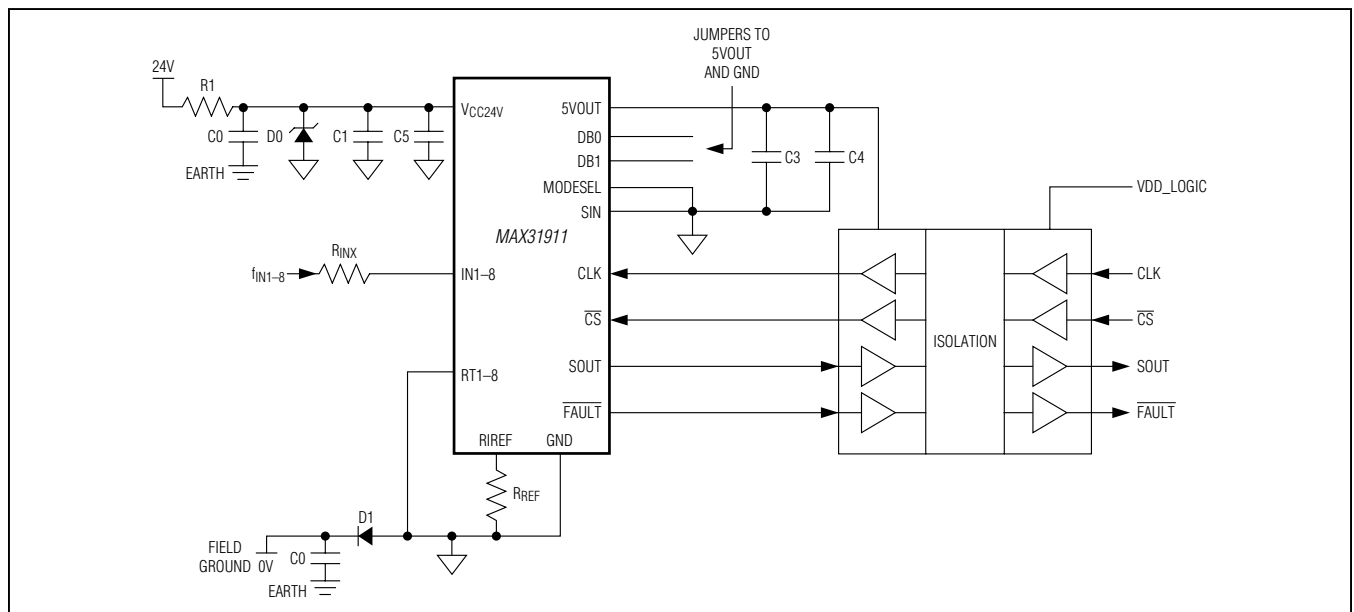 JUMPERS TO
5VOUT
AND GND
24V
R1
C0
D0
C1
C5
EARTH
VCC24V
5VOUT
DB0
DB1
MODESEL
SIN
C3
C4
VDD_LOGIC
MAX31911
RINX
fIN1–8
IN1–8
CLK
CS
SOUT
FAULT
ISOLATION
CLK
CS
SOUT
FAULT
RT1–8
RIREF
GND
RREF
D1
FIELD
GROUND
0V
C0
EARTH